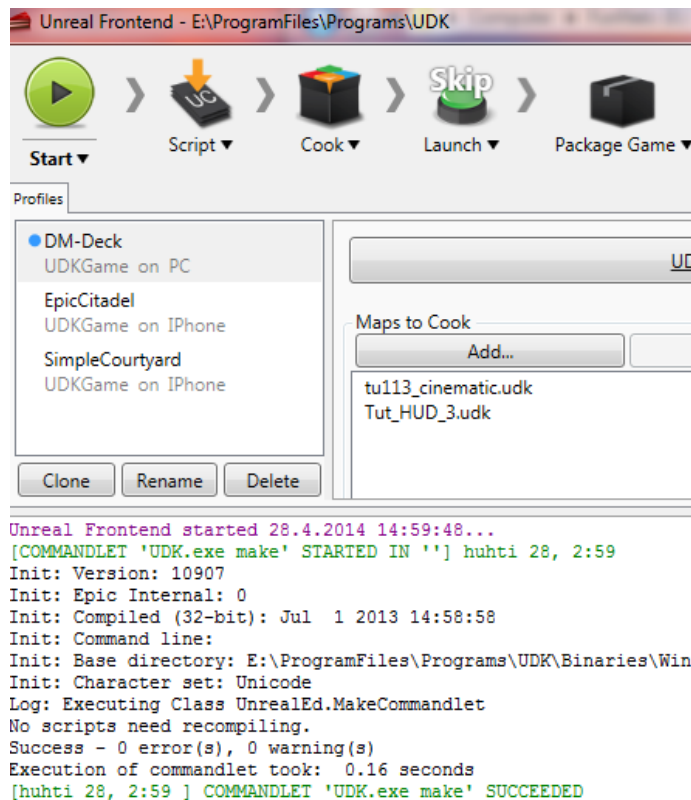 Unreal Frontend - E:\ProgramFiles\Programs\UDK
UC
Skip
Start ▼
Script ▼
Cook ▼
Launch ▼
Package Game ▼
Profiles
DM-Deck
UDKGame on PC
EpicCitadel
UDKGame on IPhone
SimpleCourtyard
UDKGame on IPhone
Clone
Rename
Delete
UD
Maps to Cook
Add...
tu113_cinematic.udk
Tut_HUD_3.udk
Unreal Frontend started 28.4.2014 14:59:48...
[COMMANDLET 'UDK.exe make' STARTED IN ''] huhti 28, 2:59
Init: Version: 10907
Init: Epic Internal: 0
Init: Compiled (32-bit): Jul  1 2013 14:58:58
Init: Command line:
Init: Base directory: E:\ProgramFiles\Programs\UDK\Binaries\Win
Init: Character set: Unicode
Log: Executing Class UnrealEd.MakeCommandlet
No scripts need recompiling.
Success - 0 error(s), 0 warning(s)
Execution of commandlet took:  0.16 seconds
[huhti 28, 2:59 ] COMMANDLET 'UDK.exe make' SUCCEEDED